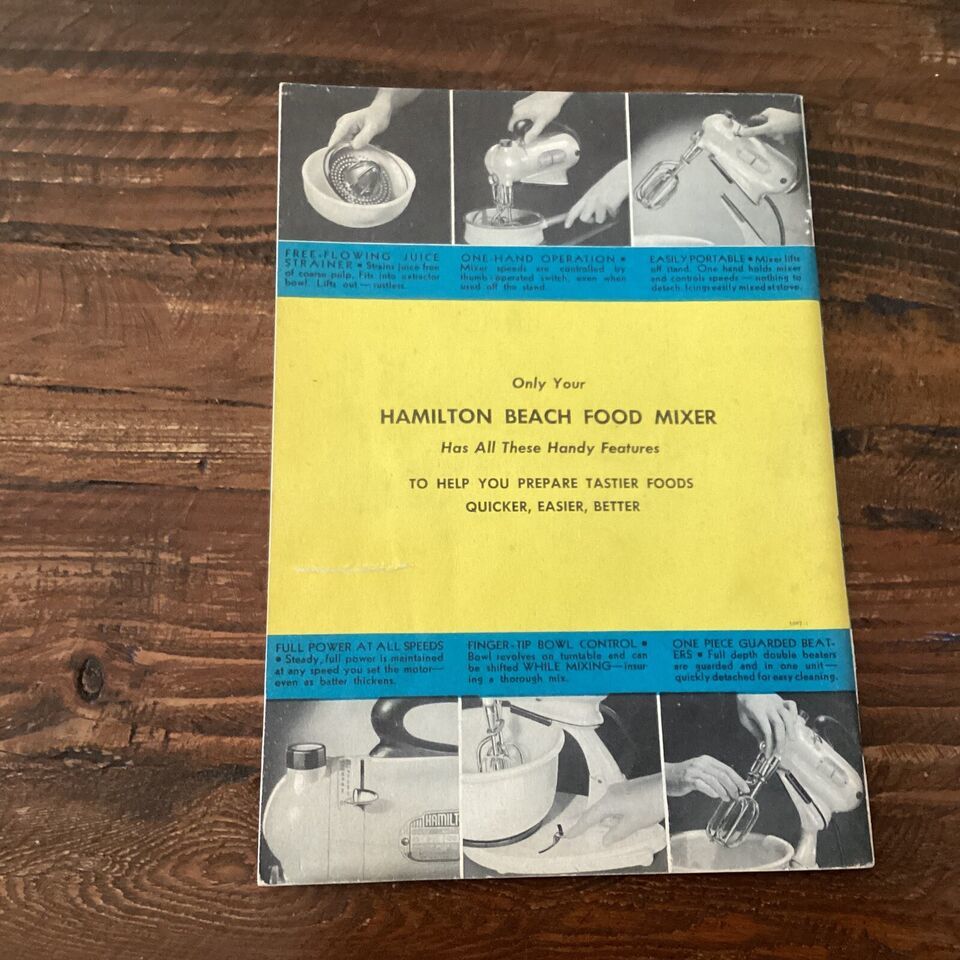 FREE-FLOWING JUICE
STRAINER • Strains juice free
of coarse pulp. Fits into extractor
bowl. Lifts out — rustless.
ONE-HAND OPERATION •
Mixer speeds are controlled by
thumb-operated switch, even when
used off the stand.
EASILY PORTABLE • Mixer lifts
off stand. One hand holds mixer
and controls speeds — nothing to
detach. Icings easily mixed at stove.
Only Your
HAMILTON BEACH FOOD MIXER
Has All These Handy Features
TO HELP YOU PREPARE TASTIER FOODS
QUICKER, EASIER, BETTER
FULL POWER AT ALL SPEEDS
• Steady, full power is maintained
at any speed you set the motor—
even as batter thickens.
FINGER-TIP BOWL CONTROL •
Bowl revolves on turntable and can
be shifted WHILE MIXING—insur-
ing a thorough mix.
ONE PIECE GUARDED BEAT-
ERS • Full depth double beaters
are guarded and in one unit—
quickly detached for easy cleaning.
HAMILT